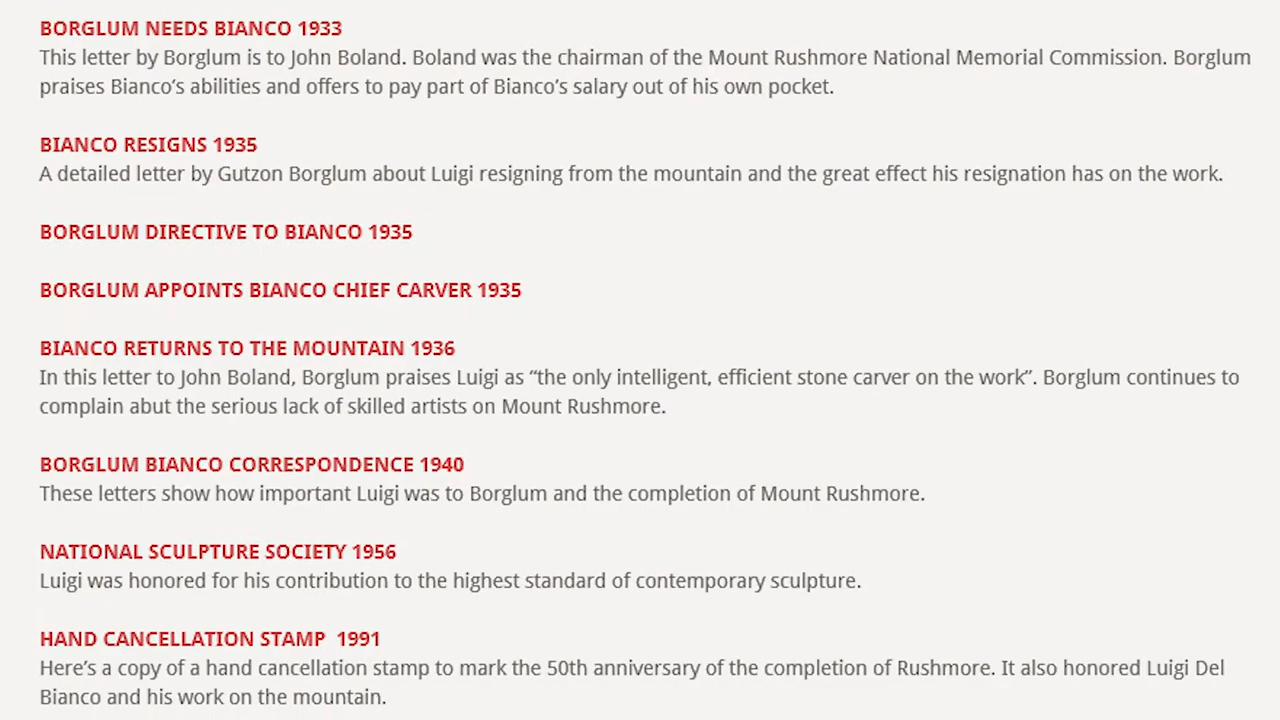 BORGLUM NEEDS BIANCO 1933
This letter by Borglum is to John Boland. Boland was the chairman of the Mount Rushmore National Memorial Commission. Borglum
praises Bianco’s abilities and offers to pay part of Bianco’s salary out of his own pocket.
BIANCO RESIGNS 1935
A detailed letter by Gutzon Borglum about Luigi resigning from the mountain and the great effect his resignation has on the work.
BORGLUM DIRECTIVE TO BIANCO 1935
BORGLUM APPOINTS BIANCO CHIEF CARVER 1935
BIANCO RETURNS TO THE MOUNTAIN 1936
In this letter to John Boland, Borglum praises Luigi as “the only intelligent, efficient stone carver on the work”. Borglum continues to
complain abut the serious lack of skilled artists on Mount Rushmore.
BORGLUM BIANCO CORRESPONDENCE 1940
These letters show how important Luigi was to Borglum and the completion of Mount Rushmore.
NATIONAL SCULPTURE SOCIETY 1956
Luigi was honored for his contribution to the highest standard of contemporary sculpture.
HAND CANCELLATION STAMP  1991
Here’s a copy of a hand cancellation stamp to mark the 50th anniversary of the completion of Rushmore. It also honored Luigi Del
Bianco and his work on the mountain.